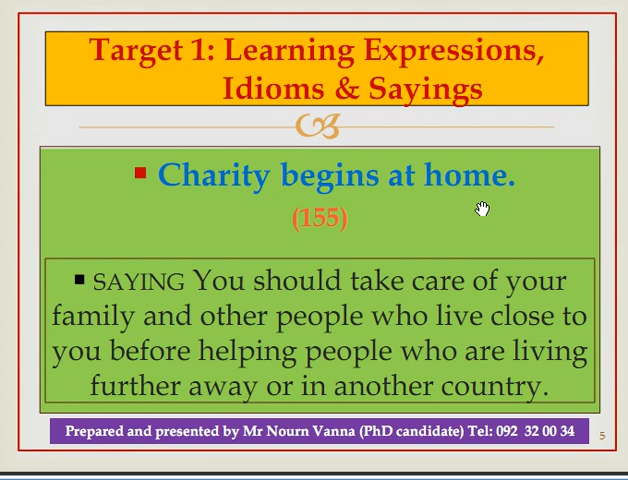 Target 1: Learning Expressions,
Idioms & Sayings
▪ Charity begins at home.
(155)
▪ SAYING You should take care of your
family and other people who live close to
you before helping people who are living
further away or in another country.
Prepared and presented by Mr Nourn Vanna (PhD candidate) Tel: 092 32 00 34
5